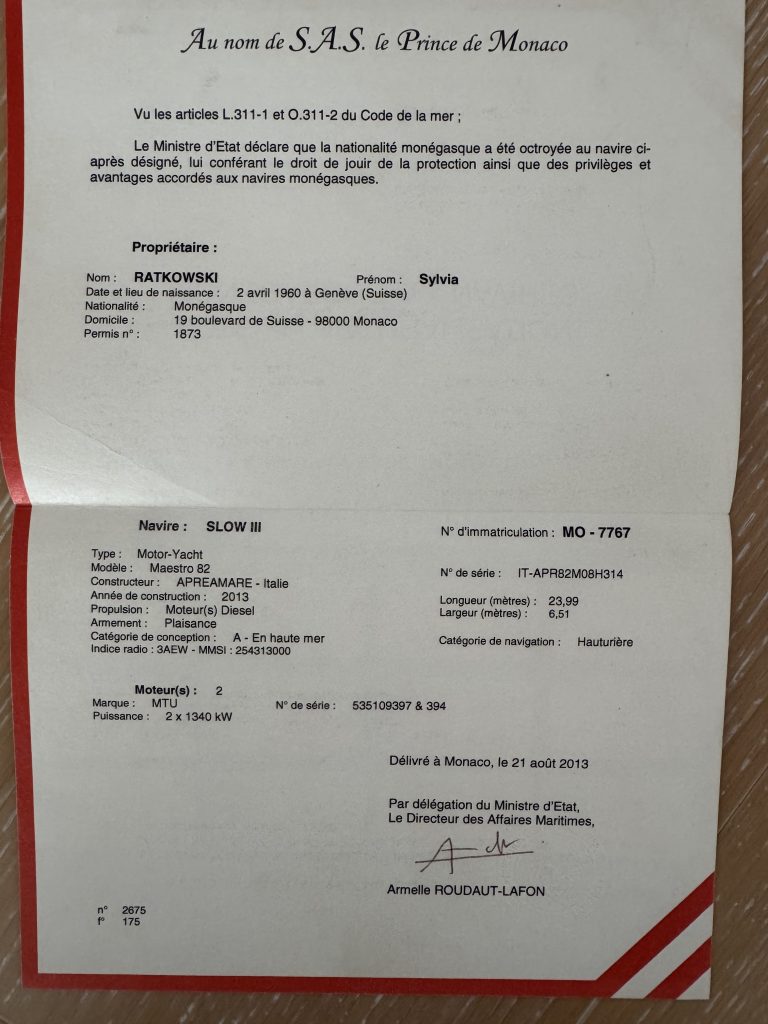 Au nom de S.A.S. le Prince de Monaco
Vu les articles L.311-1 et O.311-2 du Code de la mer ;
Le Ministre d'Etat déclare que la nationalité monégasque a été octroyée au navire ci-
après désigné, lui conférant le droit de jouir de la protection ainsi que des privilèges et
avantages accordés aux navires monégasques.
Propriétaire :
Nom : RATKOWSKI Prénom : Sylvia
Date et lieu de naissance : 2 avril 1960 à Genève (Suisse)
Nationalité : Monégasque
Domicile : 19 boulevard de Suisse - 98000 Monaco
Permis n° : 1873
Navire : SLOW III N° d'immatriculation : MO - 7767
Type : Motor-Yacht
Modèle : Maestro 82 N° de série : IT-APR82M08H314
Constructeur : APREAMARE - Italie
Année de construction : 2013 Longueur (mètres) : 23,99
Propulsion : Moteur(s) Diesel Largeur (mètres) : 6,51
Armement : Plaisance
Catégorie de conception : A - En haute mer Catégorie de navigation : Hauturière
Indice radio : 3AEW - MMSI : 254313000
Moteur(s) : 2
Marque : MTU N° de série : 535109397 & 394
Puissance : 2 x 1340 kW
Délivré à Monaco, le 21 août 2013
Par délégation du Ministre d'Etat,
Le Directeur des Affaires Maritimes,
Armelle ROUDAUT-LAFON
n° 2675
f° 175